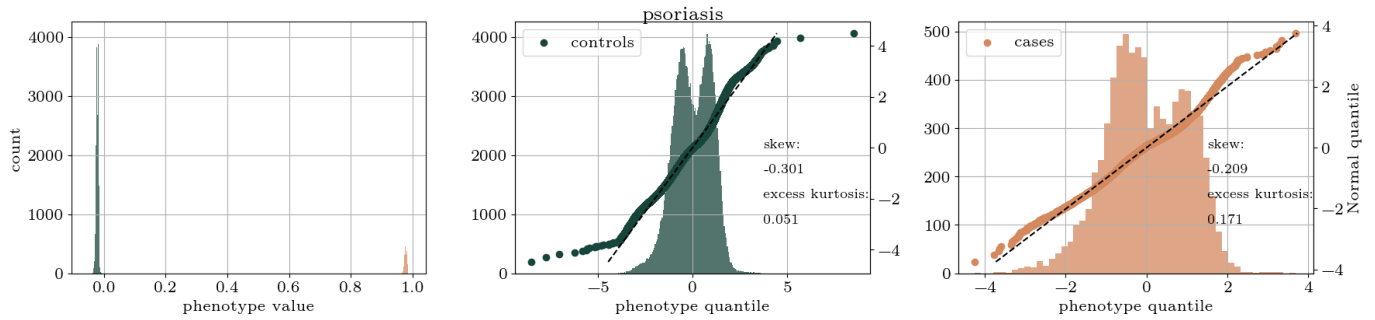 psoriasis
count
4000
3000
2000
1000
0
0.0 0.2 0.4 0.6 0.8 1.0
phenotype value
controls
4000
3000
2000
1000
0
4
2
0
−2
−4
skew:
-0.301
excess kurtosis:
0.051
−5 0 5
phenotype quantile
cases
500
400
300
200
100
0
4
2
0
−2
−4
Normal quantile
skew:
-0.209
excess kurtosis:
0.171
−4 −2 0 2 4
phenotype quantile